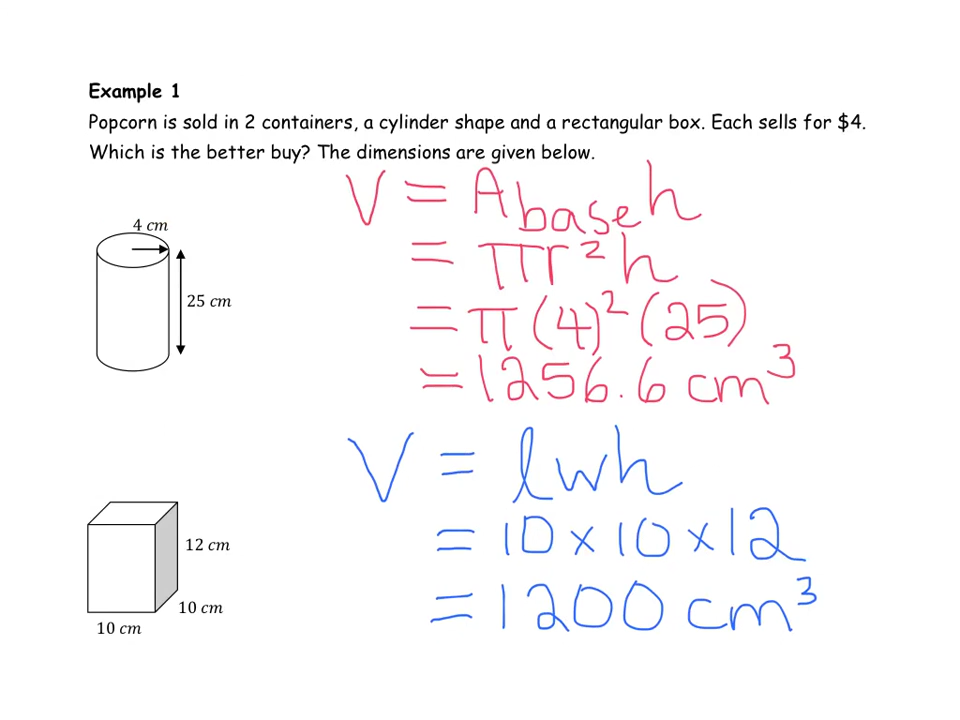 Example 1
Popcorn is sold in 2 containers, a cylinder shape and a rectangular box. Each sells for $4.
Which is the better buy? The dimensions are given below.
V = A base h
= πr²h
= π(4)²(25)
= 1256.6 cm³
4 cm
25 cm
V = lwh
= 10 x 10 x 12
= 1200 cm³
12 cm
10 cm
10 cm